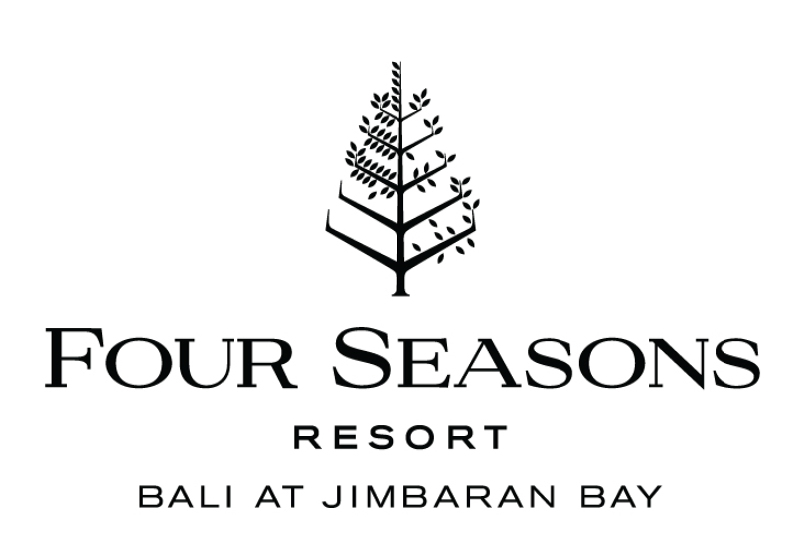 FOUR SEASONS
RESORT
BALI AT JIMBARAN BAY